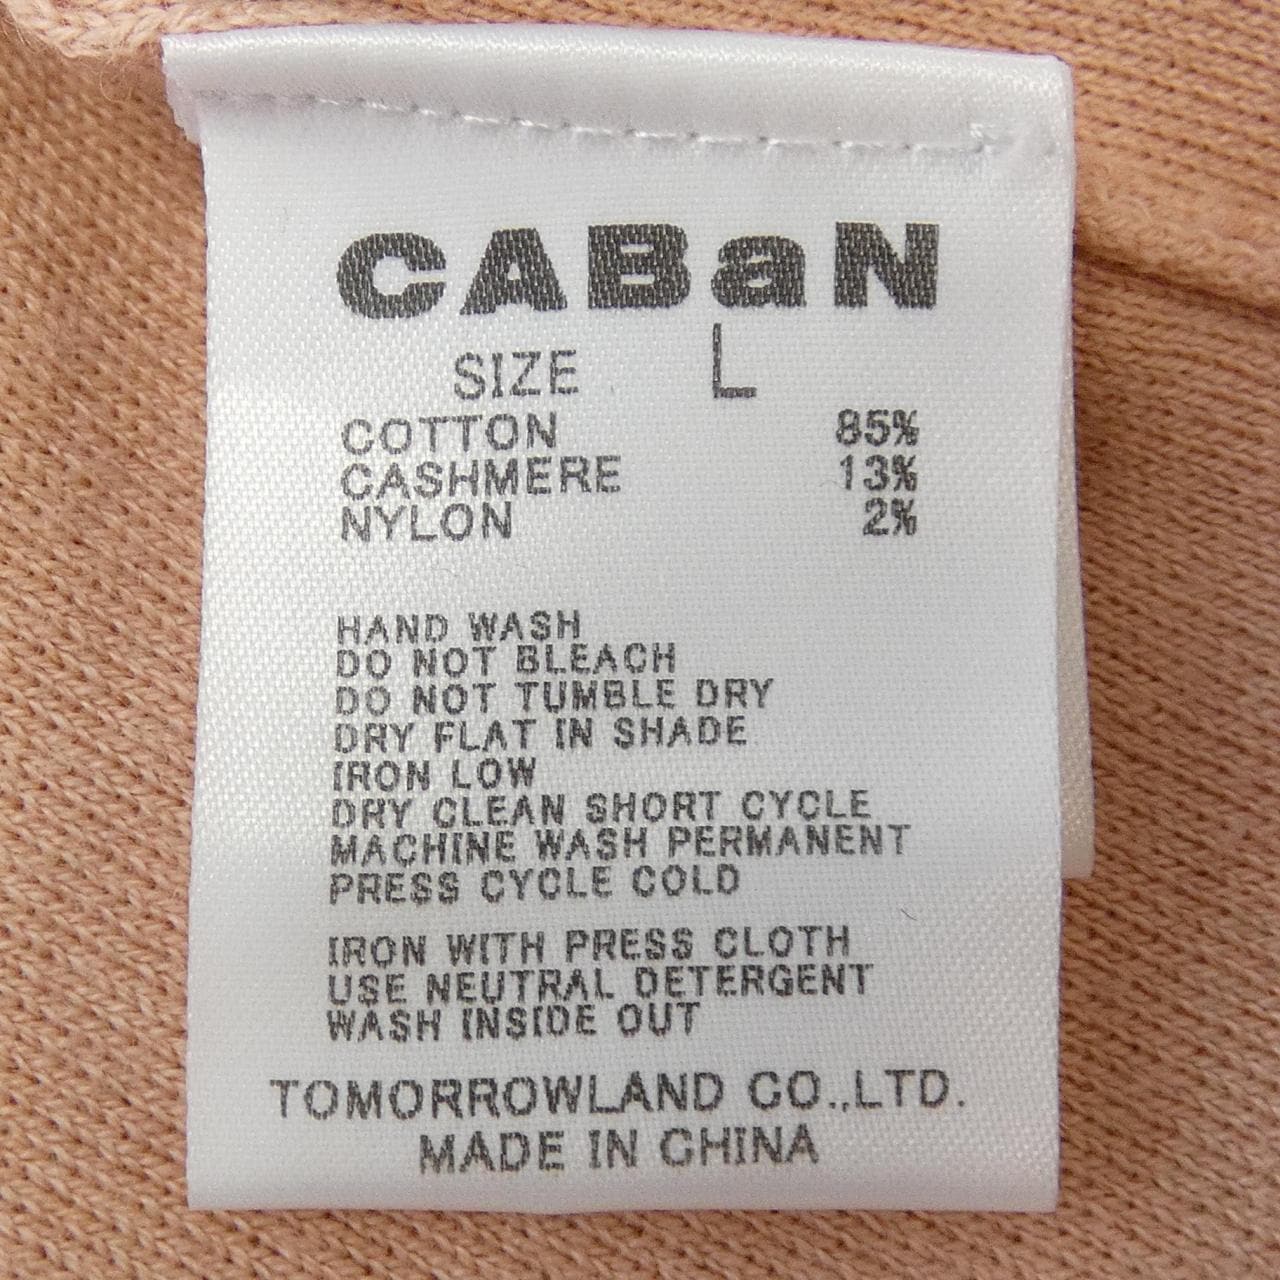 CABaN
SIZE L
COTTON 85%
CASHMERE 13%
NYLON 2%
HAND WASH
DO NOT BLEACH
DO NOT TUMBLE DRY
DRY FLAT IN SHADE
IRON LOW
DRY CLEAN SHORT CYCLE
MACHINE WASH PERMANENT
PRESS CYCLE COLD
IRON WITH PRESS CLOTH
USE NEUTRAL DETERGENT
WASH INSIDE OUT
TOMORROWLAND CO.,LTD.
MADE IN CHINA